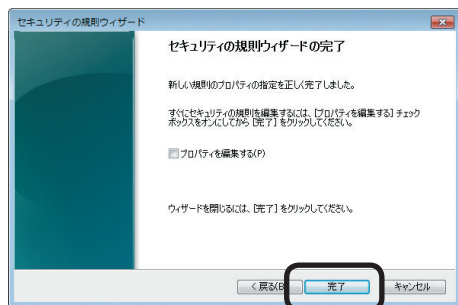 セキュリティの規則ウィザード
セキュリティの規則ウィザードの完了
新しい規則のプロパティの指定を正しく完了しました。
すぐにセキュリティの規則を編集するには、[プロパティを編集する] チェック
ボックスをオンにしてから [完了] をクリックしてください。
プロパティを編集する(P)
ウィザードを閉じるには、[完了] をクリックしてください。
< 戻る(B
完了
キャンセル